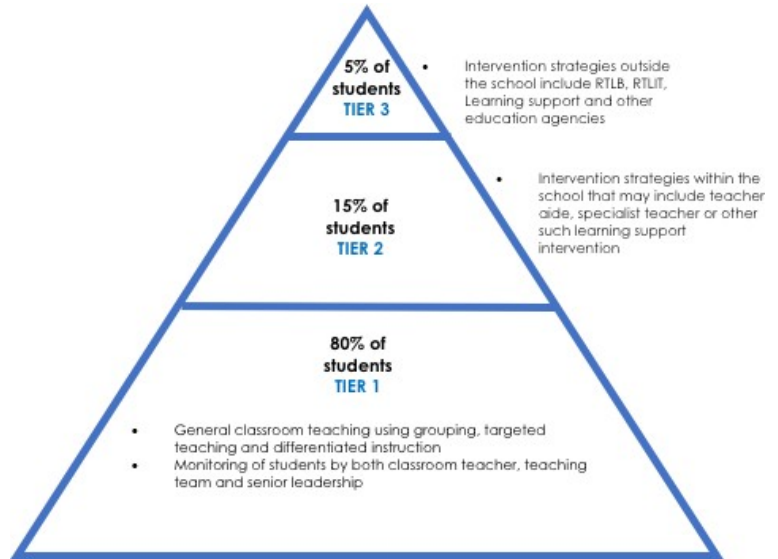 5% of
students
TIER 3
• Intervention strategies outside
the school include RTLB, RTLIT,
Learning support and other
education agencies
15% of
students
TIER 2
• Intervention strategies within the
school that may include teacher
aide, specialist teacher or other
such learning support
intervention
80% of
students
TIER 1
• General classroom teaching using grouping, targeted
teaching and differentiated instruction
• Monitoring of students by both classroom teacher, teaching
team and senior leadership